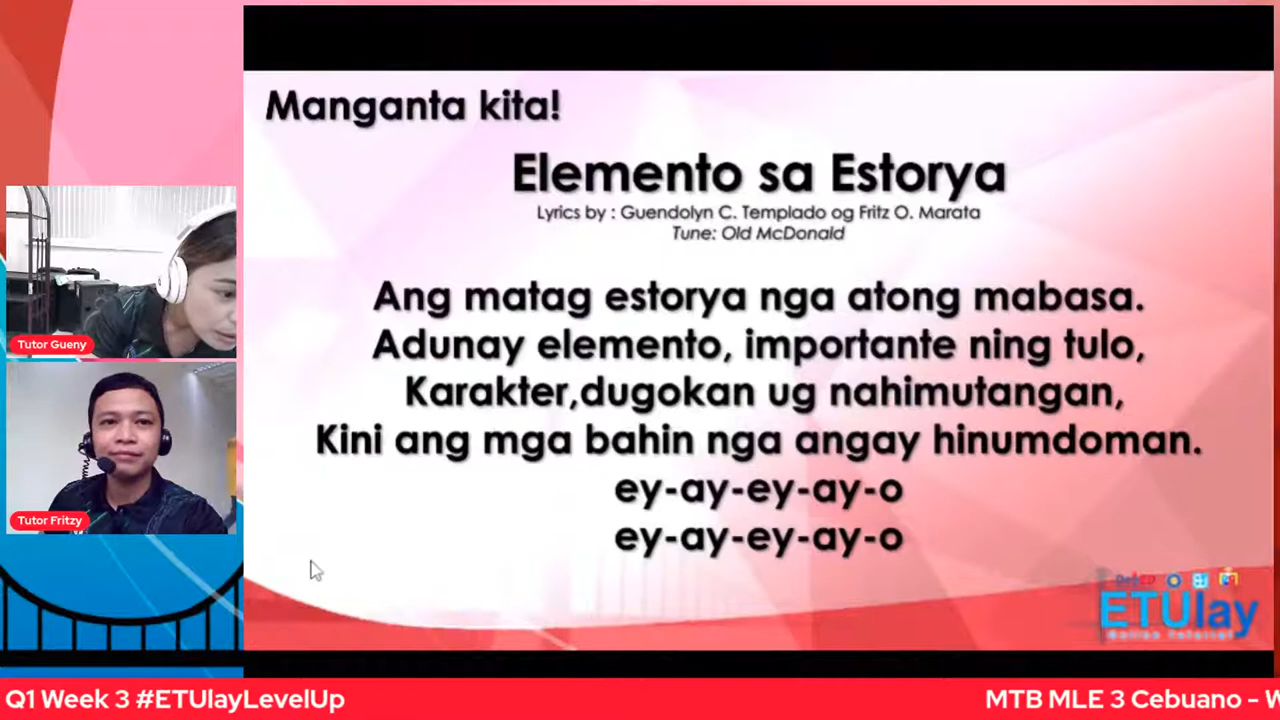 Manganta kita!
Elemento sa Estorya
Lyrics by : Guendolyn C. Templado og Fritz O. Marata
Tune: Old McDonald
Ang matag estorya nga atong mabasa.
Adunay elemento, importante ning tulo,
Karakter,dugokan ug nahimutangan,
Kini ang mga bahin nga angay hinumdoman.
ey-ay-ey-ay-o
ey-ay-ey-ay-o
Tutor Gueny
Tutor Fritzy
DepED
ETUlay
Online Tutorial
Q1 Week 3 #ETUlayLevelUp
MTB MLE 3 Cebuano - W